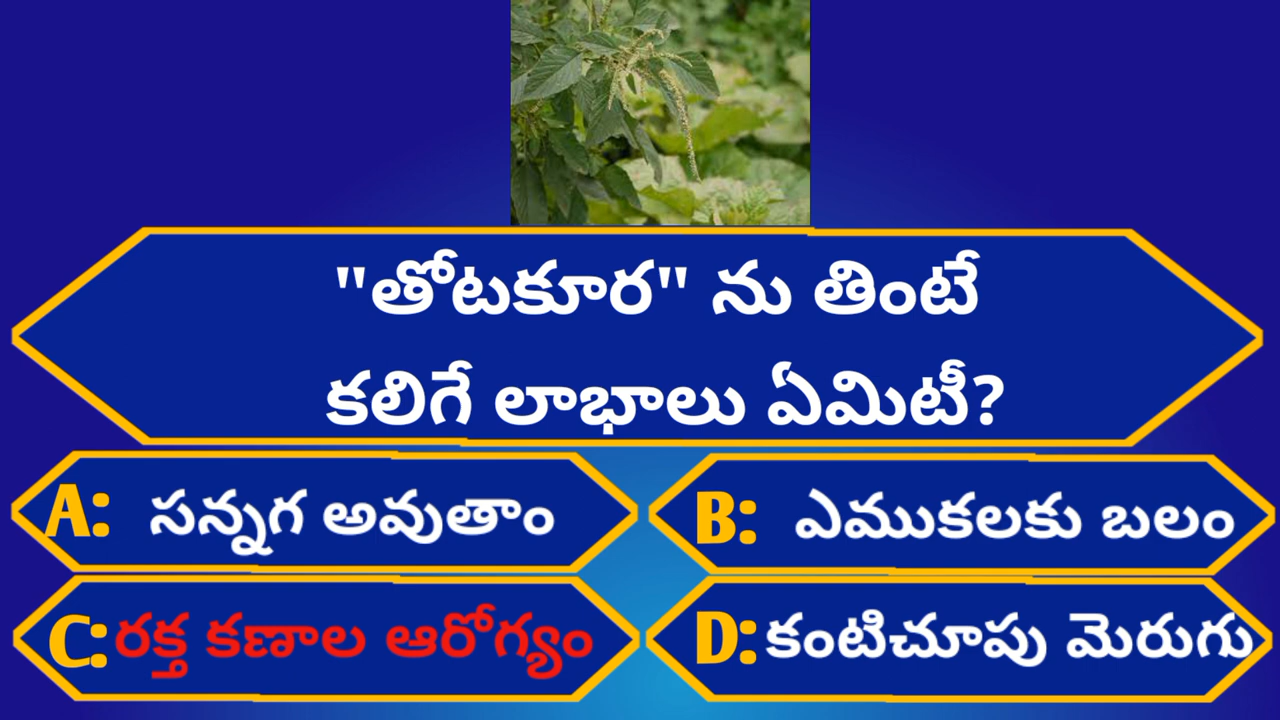 "తోటకూర" ను తింటే
కలిగే లాభాలు ఏమిటీ?
A: సన్నగ అవుతాం
B: ఎముకలకు బలం
C: రక్త కణాల ఆరోగ్యం
D: కంటిచూపు మెరుగు